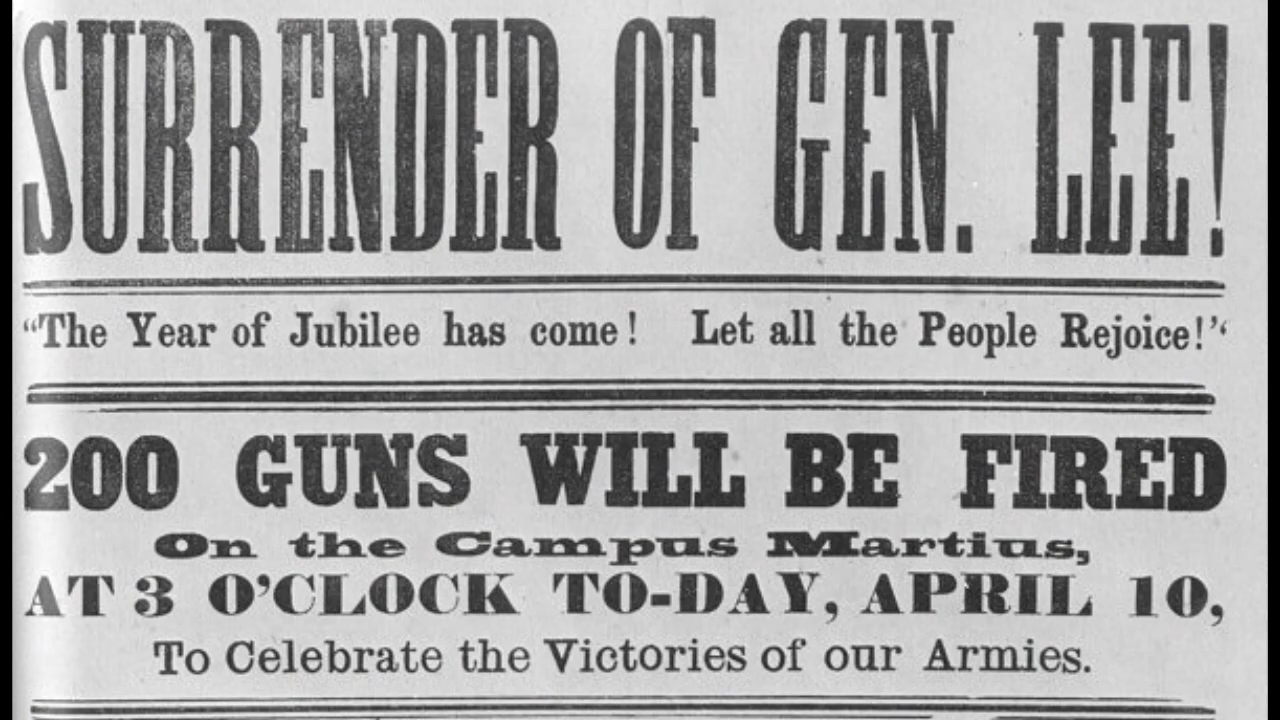 SURRENDER OF GEN. LEE!
“The Year of Jubilee has come! Let all the People Rejoice!’‘
200 GUNS WILL BE FIRED
On the Campus Martius,
AT 3 O’CLOCK TO-DAY, APRIL 10,
To Celebrate the Victories of our Armies.